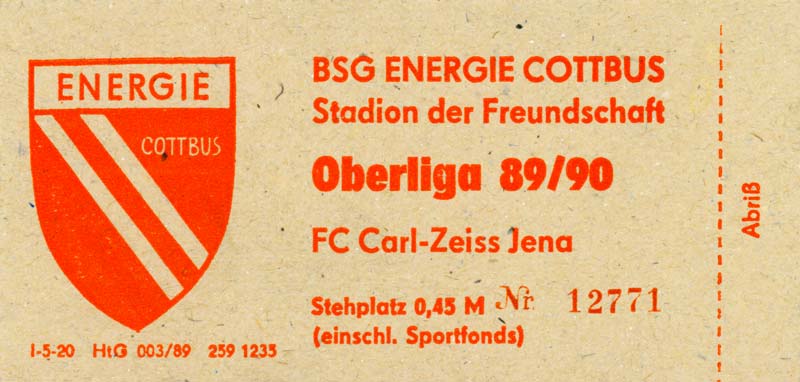 ENERGIE
COTTBUS
BSG ENERGIE COTTBUS
Stadion der Freundschaft
Oberliga 89/90
FC Carl-Zeiss Jena
Stehplatz 0,45 M Nr 12771
(einschl. Sportfonds)
I-5-20 HtG 003/89 259 1235
Abriß